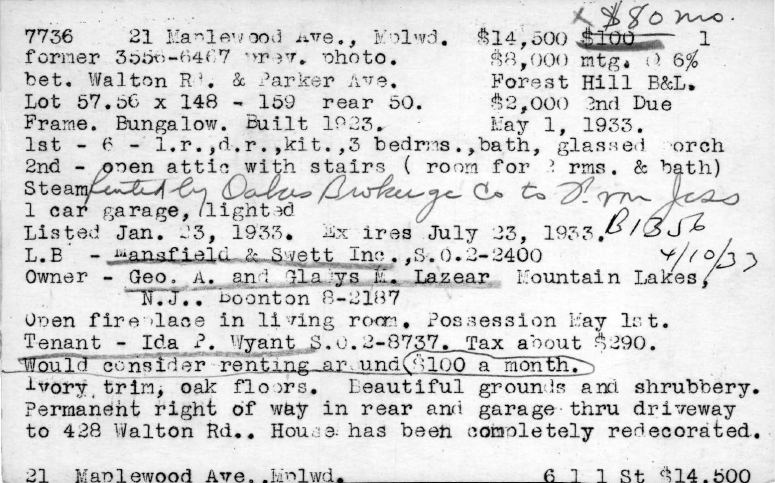 x $80 mo.
7736 21 Maplewood Ave., Mplwd. $14,500 $100 1
former 3556-6467 prev. photo. $8,000 mtg. @ 6%
bet. Walton Rd. & Parker Ave. Forest Hill B&L.
Lot 57.56 x 148 - 159 rear 50. $2,000 2nd Due
Frame. Bungalow. Built 1923. May 1, 1933.
1st - 6 - l.r.,d.r.,kit.,3 bedrms.,bath, glassed porch
2nd - open attic with stairs ( room for 2 rms. & bath)
Steam Rented by Oakes Brokerage Co to
1 car garage, lighted
Listed Jan. 23, 1933. Expires July 23, 1933. B1356
L.B - Mansfield & Swett Inc.,S.O.2-2400 4/10/33
Owner - Geo. A. and Gladys M. Lazear Mountain Lakes,
N.J.. Boonton 8-2187
Open fireplace in living room. Possession May 1st.
Tenant - Ida P. Wyant S.O.2-8737. Tax about $290.
Would consider renting around $100 a month.
Ivory trim, oak floors. Beautiful grounds and shrubbery.
Permanent right of way in rear and garage thru driveway
to 428 Walton Rd.. House has been completely redecorated.
21 Maplewood Ave.,Mplwd. 6 1 1 St $14,500